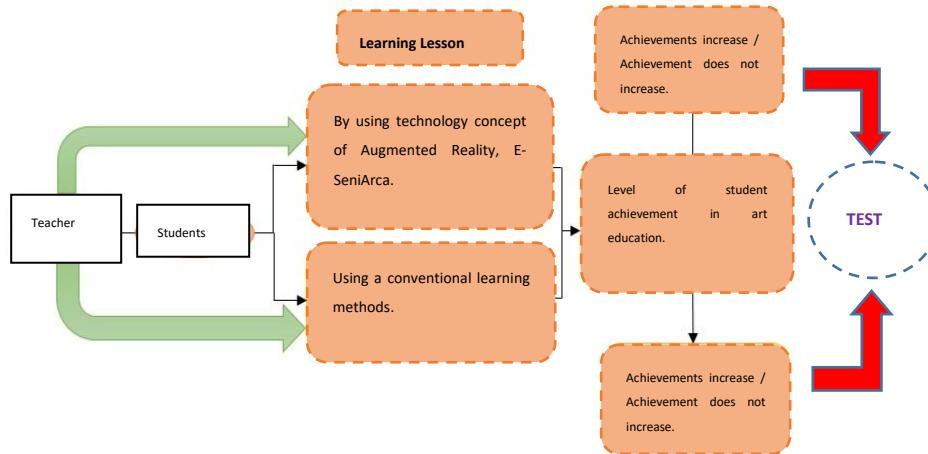 Learning Lesson
Achievements increase /
Achievement does not
increase.
By using technology concept
of Augmented Reality, E-
SeniArca.
Teacher
Students
Level of student
achievement in art
education.
TEST
Using a conventional learning
methods.
Achievements increase /
Achievement does not
increase.